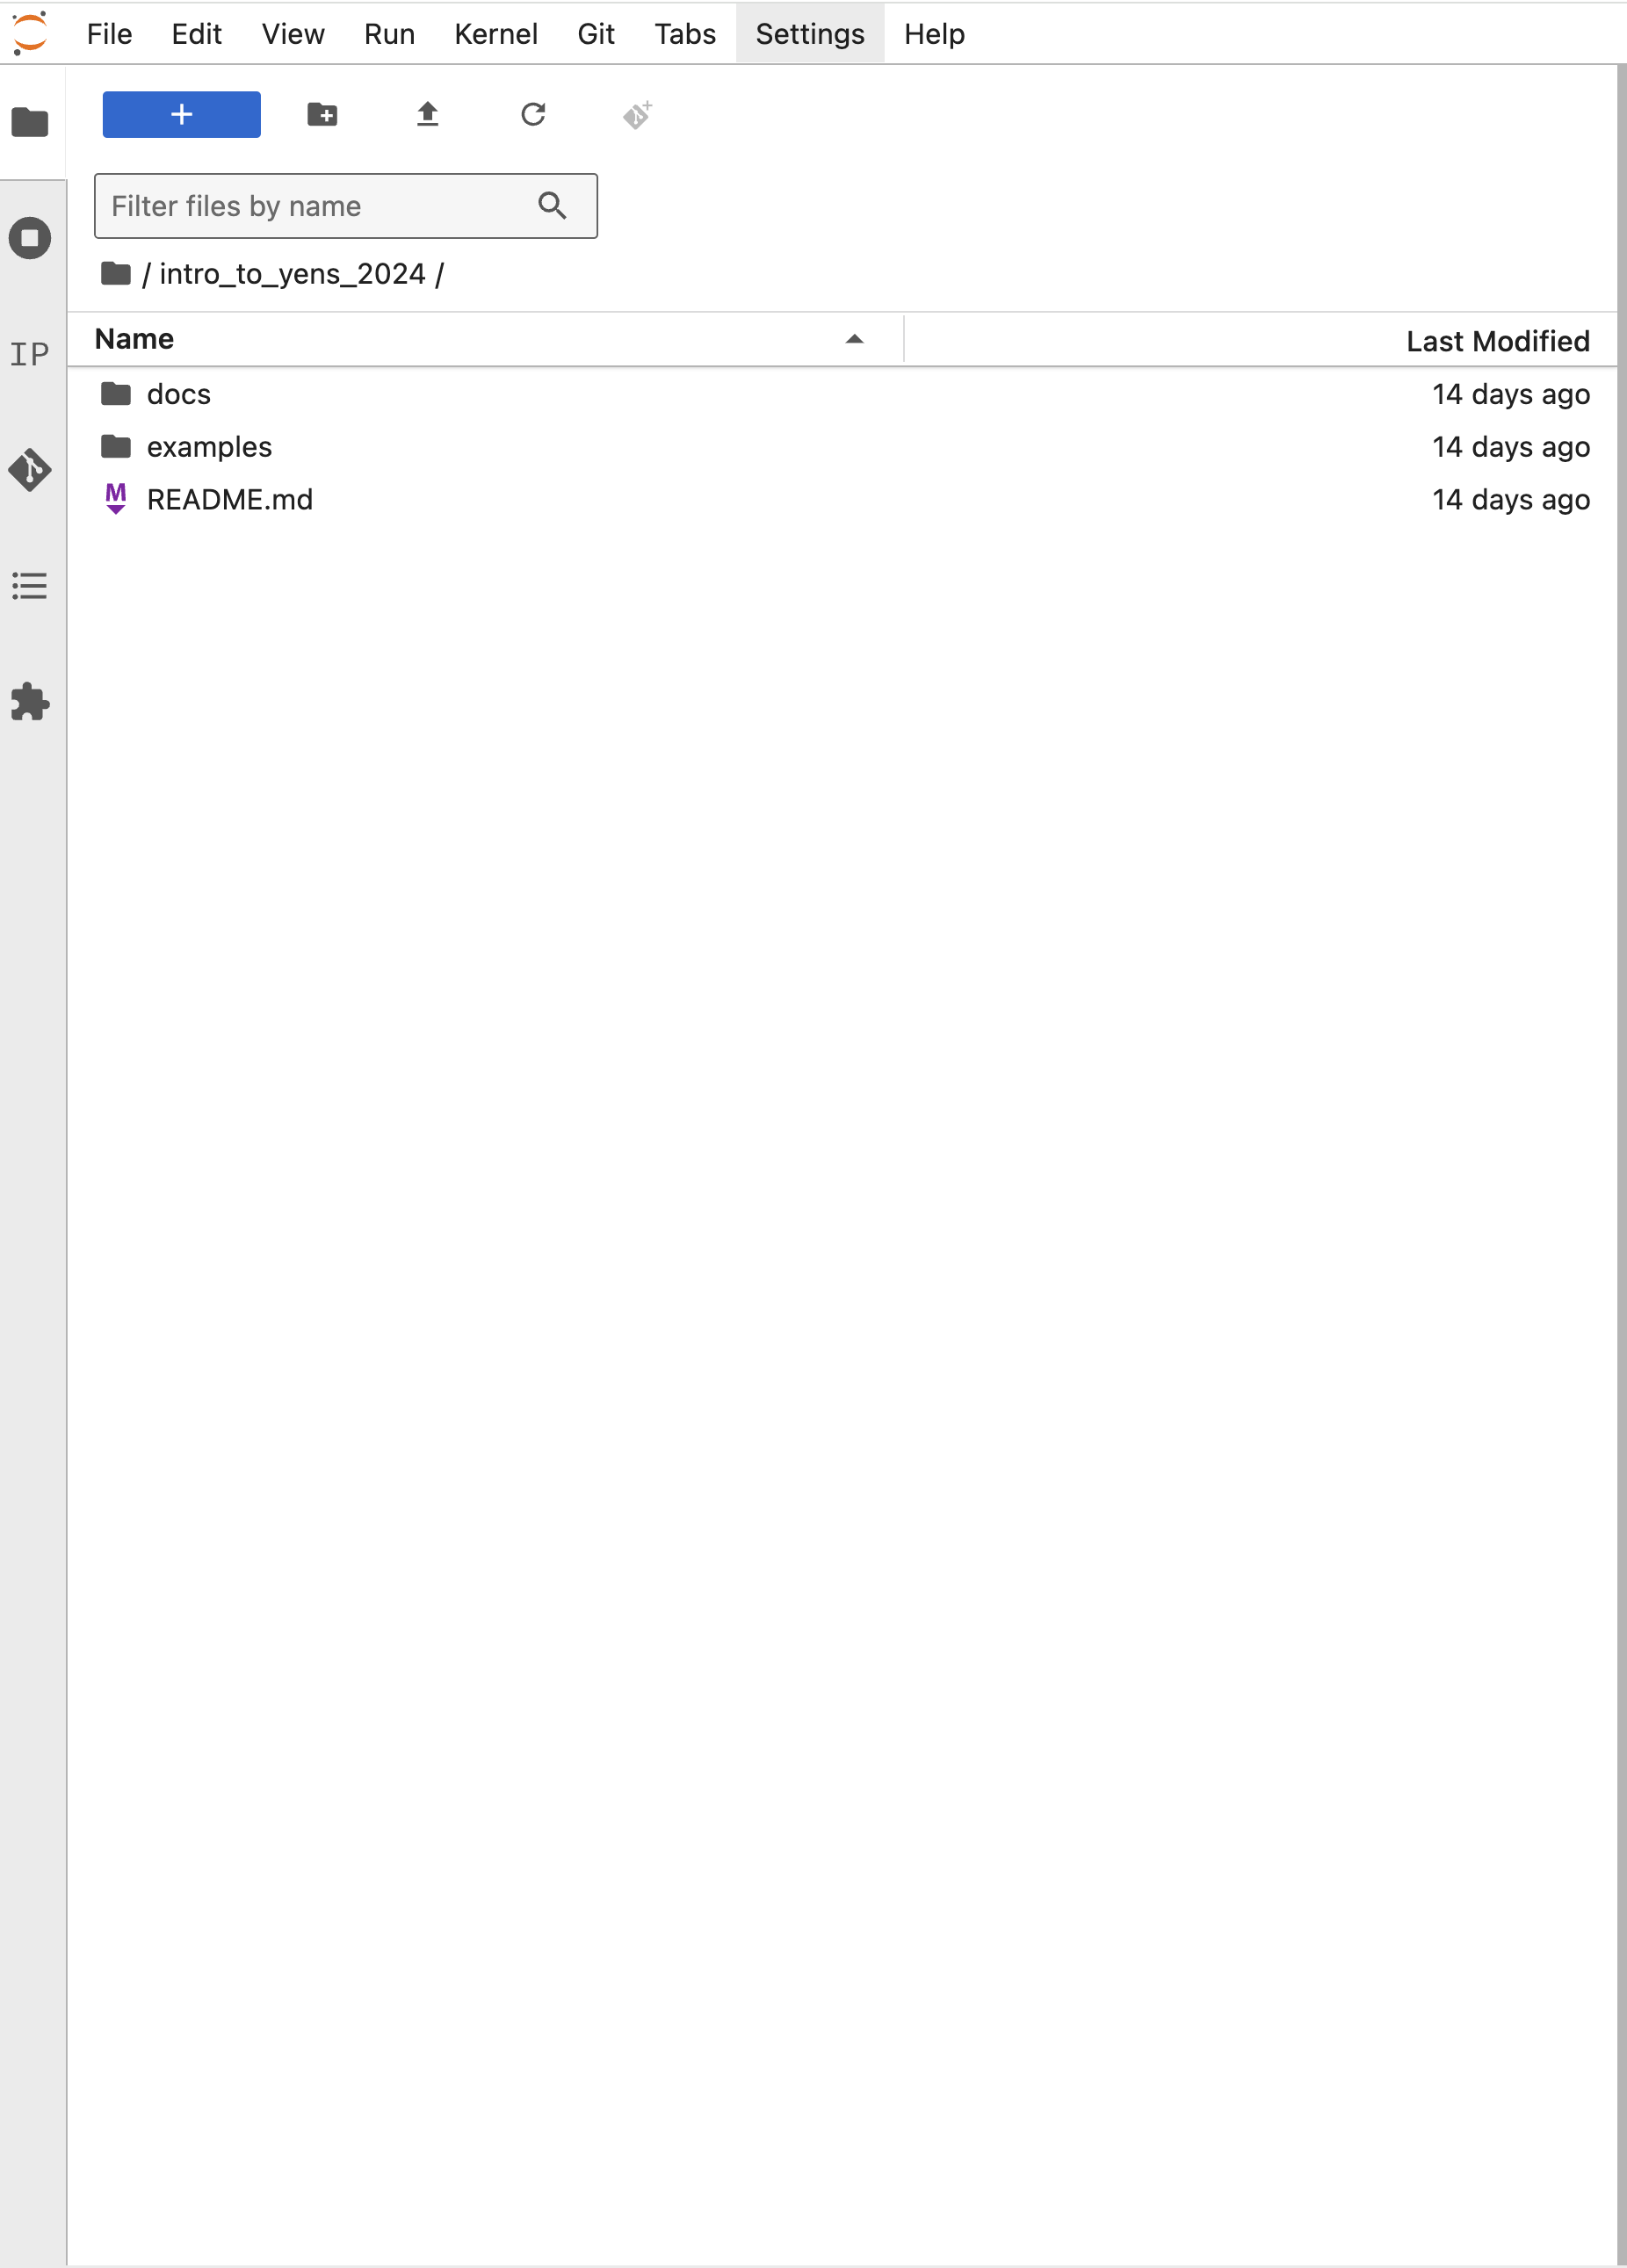 File Edit View Run Kernel Git Tabs Settings Help
+
Filter files by name
/ intro_to_yens_2024 /
Name Last Modified
docs 14 days ago
IP
examples 14 days ago
M README.md 14 days ago